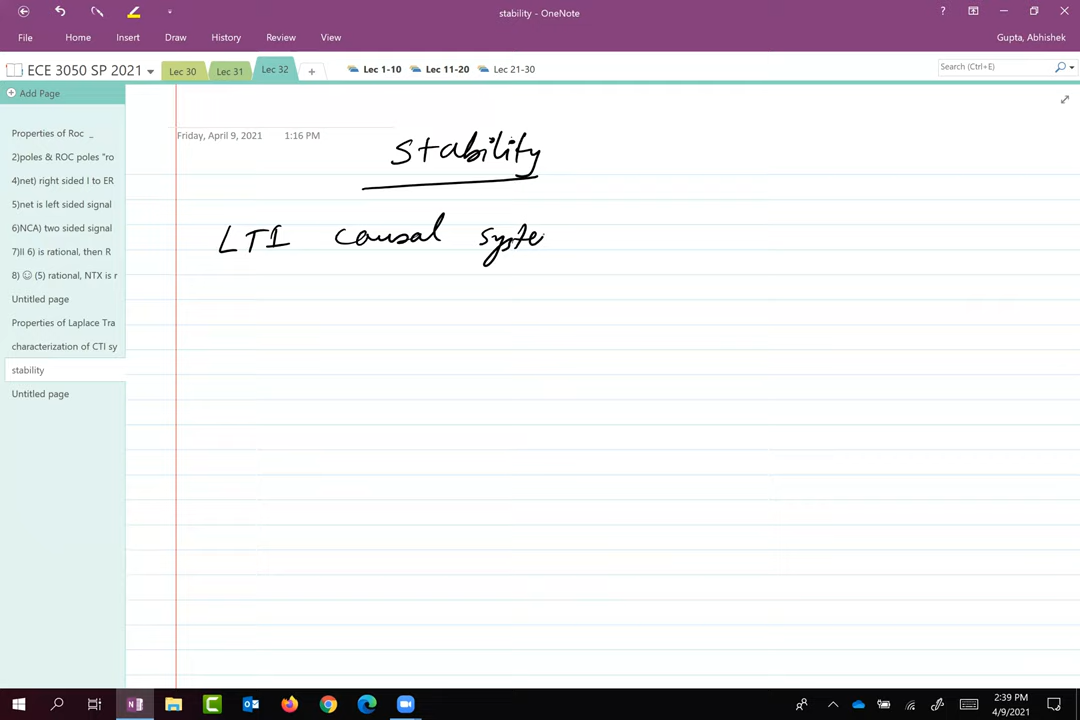 stability - OneNote
?
File Home Insert Draw History Review View
Gupta, Abhishek
ECE 3050 SP 2021
Lec 30 Lec 31 Lec 32 + Lec 1-10 Lec 11-20 Lec 21-30
Search (Ctrl+E)
Add Page
Friday, April 9, 2021 1:16 PM
Properties of Roc _
2)poles & ROC poles "ro
4)net) right sided I to ER
5)net is left sided signal
6)NCA) two sided signal
7)II 6) is rational, then R
8) ☺ (5) rational, NTX is r
Untitled page
Properties of Laplace Tra
characterization of CTI sy
stability
Untitled page
Stability
LTI causal syste
2:39 PM
4/9/2021